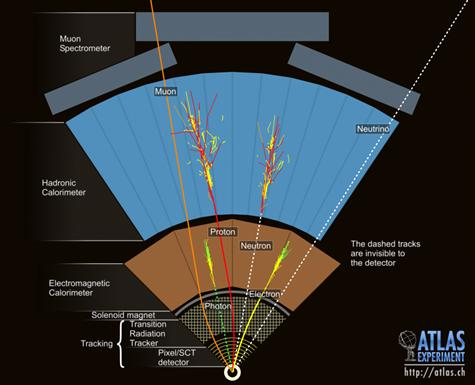 Muon
Spectrometer
Muon
Neutrino
Hadronic
Calorimeter
Proton
Neutron
The dashed tracks
are invisible to
the detector
Electromagnetic
Calorimeter
Photon
Electron
Solenoid magnet
Tracking
Transition
Radiation
Tracker
Pixel/SCT
detector
ATLAS
EXPERIMENT
http://atlas.ch